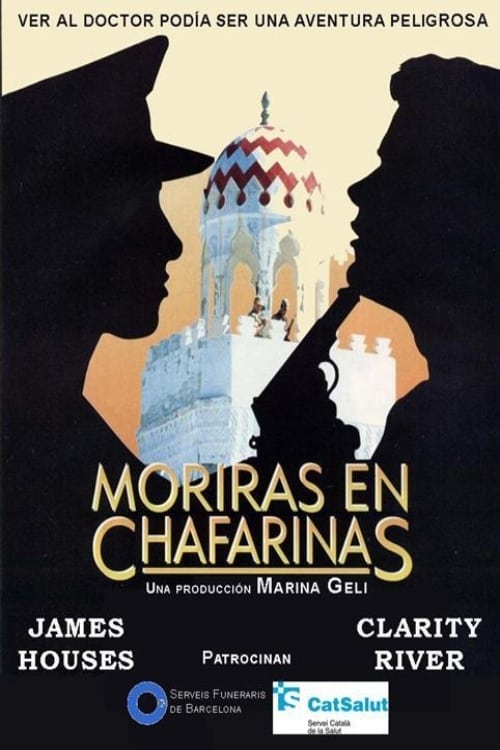 VER AL DOCTOR PODÍA SER UNA AVENTURA PELIGROSA
MORIRAS EN
CHAFARINAS
UNA PRODUCCIÓN MARINA GELI
JAMES
HOUSES
CLARITY
RIVER
PATROCINAN
SERVEIS FUNERARIS
DE BARCELONA
CatSalut
Servei Català
de la Salut